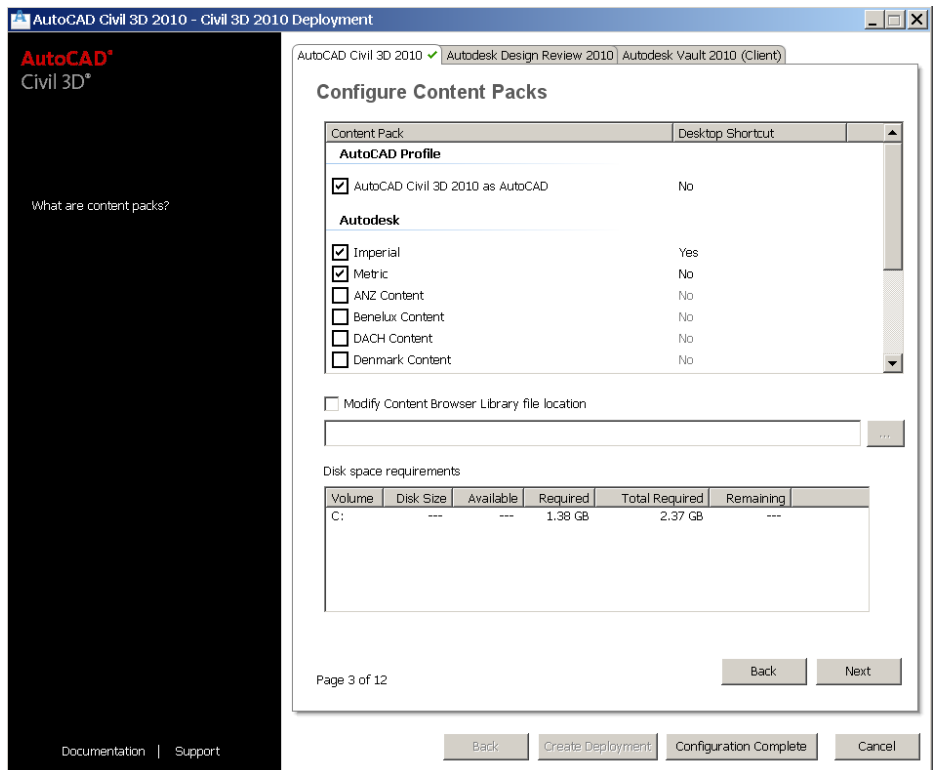 AutoCAD Civil 3D 2010 - Civil 3D 2010 Deployment
AutoCAD®
Civil 3D®
What are content packs?
AutoCAD Civil 3D 2010 Autodesk Design Review 2010 Autodesk Vault 2010 (Client)
Configure Content Packs
Content Pack Desktop Shortcut
AutoCAD Profile
AutoCAD Civil 3D 2010 as AutoCAD No
Autodesk
Imperial Yes
Metric No
ANZ Content No
Benelux Content No
DACH Content No
Denmark Content No
Modify Content Browser Library file location
...
Disk space requirements
Volume Disk Size Available Required Total Required Remaining
C: --- --- 1.38 GB 2.37 GB ---
Back Next
Page 3 of 12
Documentation | Support Back Create Deployment Configuration Complete Cancel